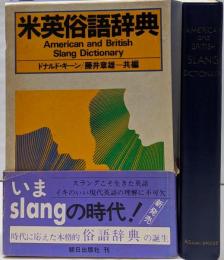 米英俗語辞典
American and British
Slang Dictionary
ドナルド・キーン/藤井章雄=共編
いま
slangの時代!
スラングこそ生きた英語
イキのいい現代英語の理解に不可欠
時代に応えた本格的俗語辞典の誕生
朝日出版社 刊
AMERICAN
and
BRITISH
SLANG
DICTIONARY